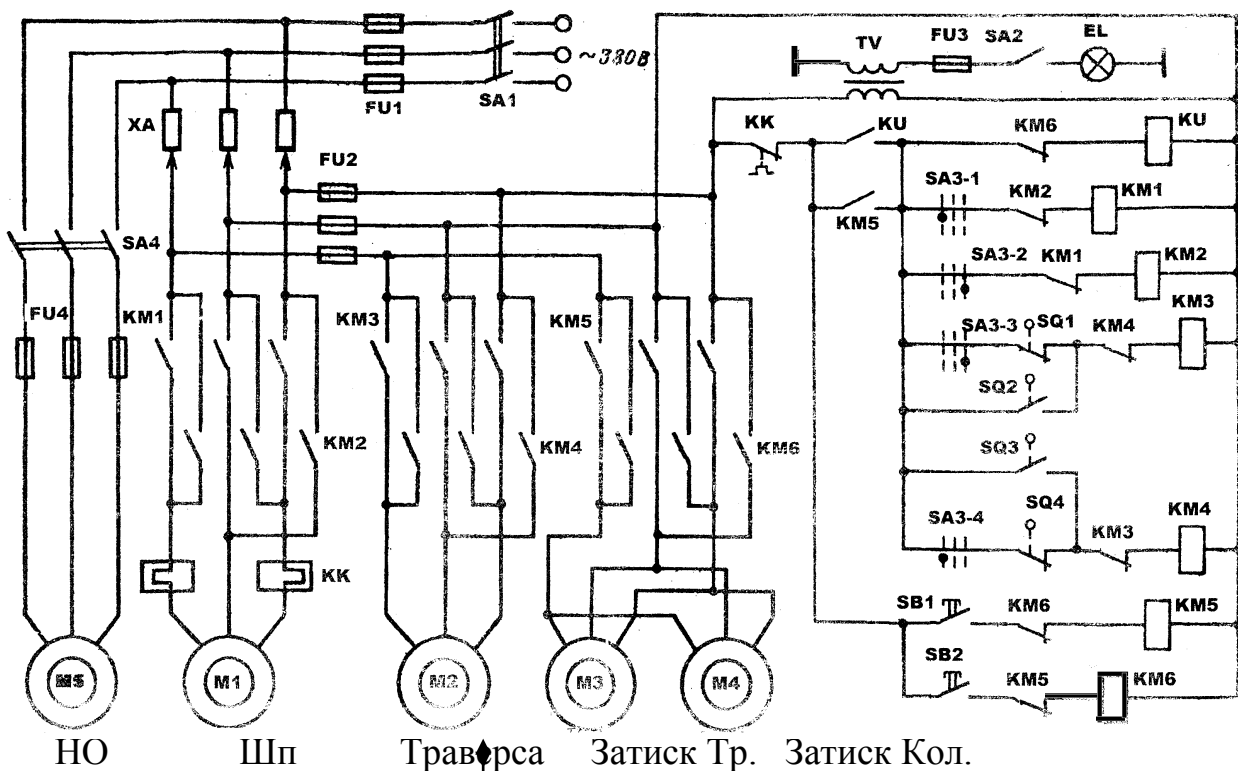 ~380В
FU1
SA1
TV
FU3
SA2
EL
XA
FU2
KK
KU
KM6
KU
SA3-1
KM2
KM1
KM5
SA4
SA3-2
KM1
KM2
FU4
KM1
KM3
KM5
SA3-3
SQ1
KM4
KM3
SQ2
KM2
KM4
KM6
SQ3
SA3-4
SQ4
KM3
KM4
KK
SB1
KM6
KM5
SB2
KM5
KM6
M5
M1
M2
M3
M4
НО Шп Траверса Затиск Тр. Затиск Кол.